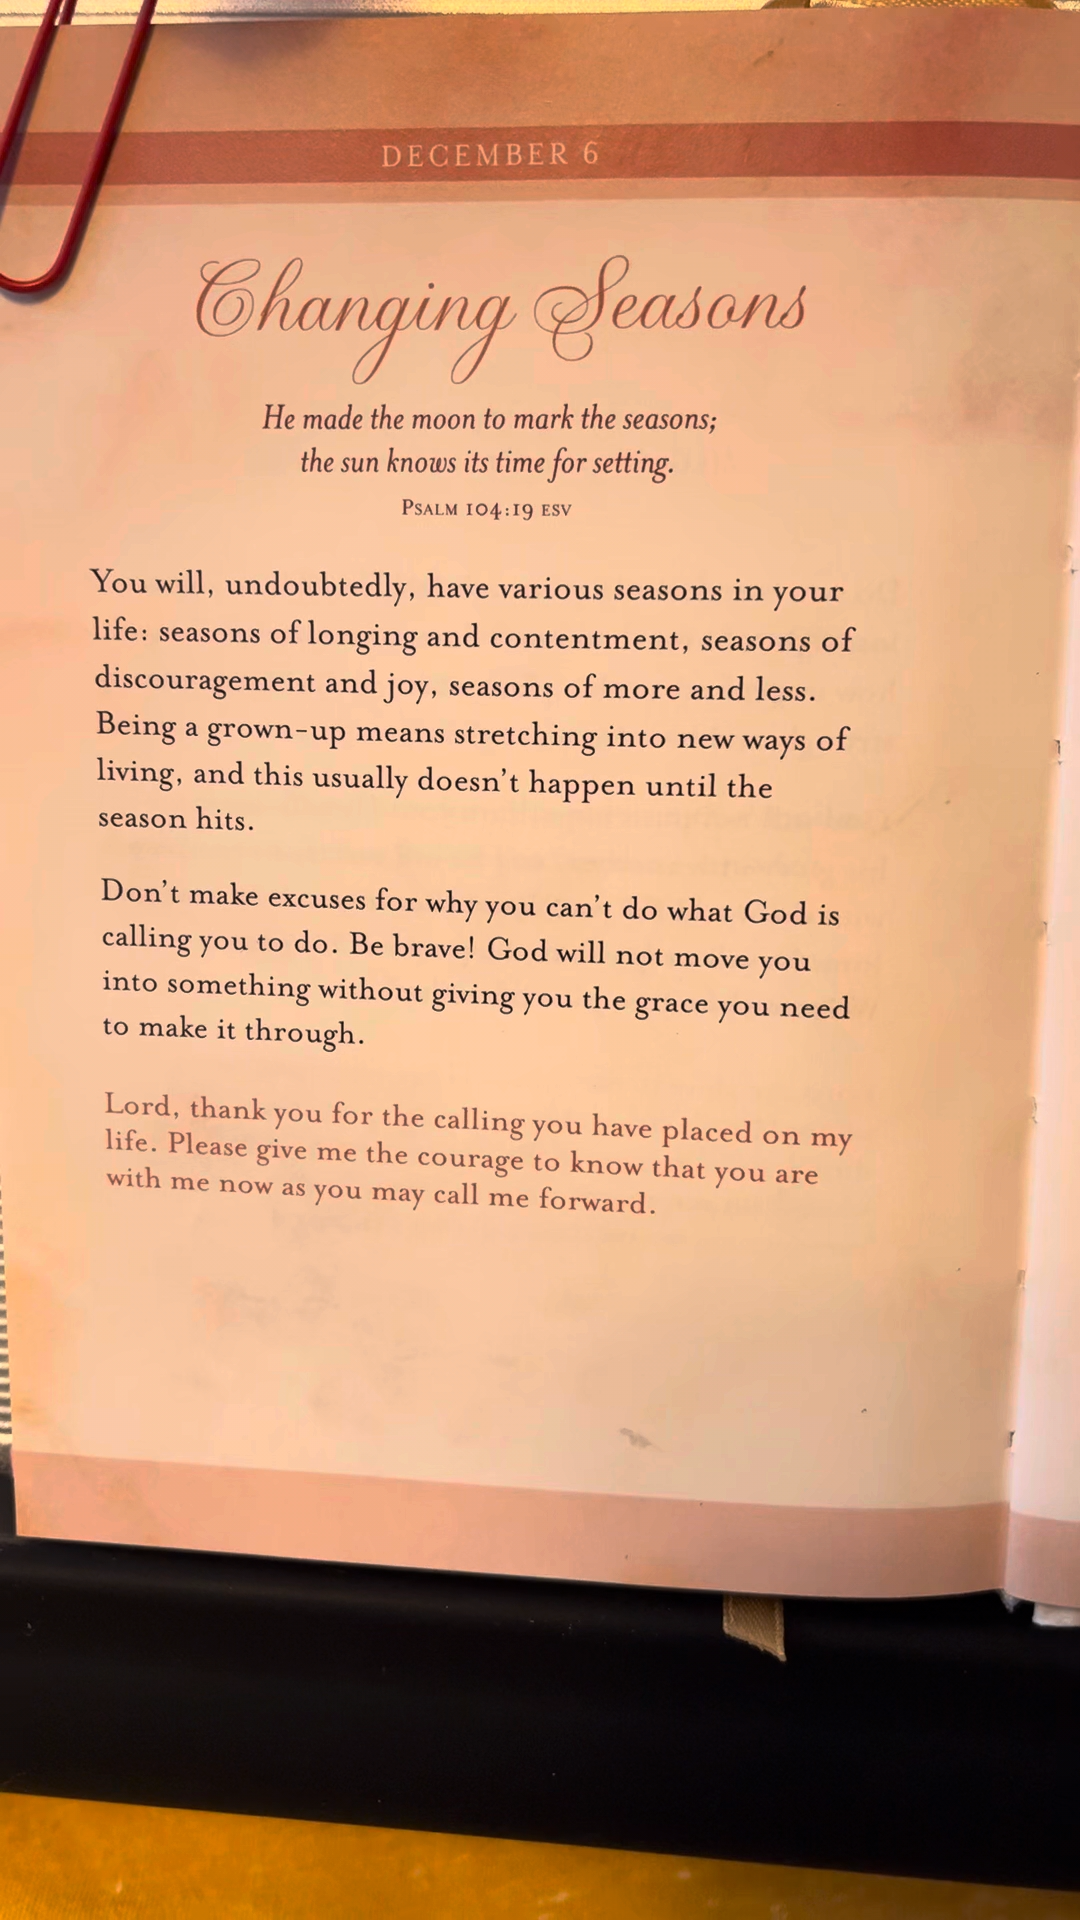 DECEMBER 6
Changing Seasons
He made the moon to mark the seasons;
the sun knows its time for setting.
PSALM 104:19 ESV
You will, undoubtedly, have various seasons in your
life: seasons of longing and contentment, seasons of
discouragement and joy, seasons of more and less.
Being a grown-up means stretching into new ways of
living, and this usually doesn't happen until the
season hits.
Don't make excuses for why you can't do what God is
calling you to do. Be brave! God will not move you
into something without giving you the grace you need
to make it through.
Lord, thank you for the calling you have placed on my
life. Please give me the courage to know that you are
with me now as you may call me forward.